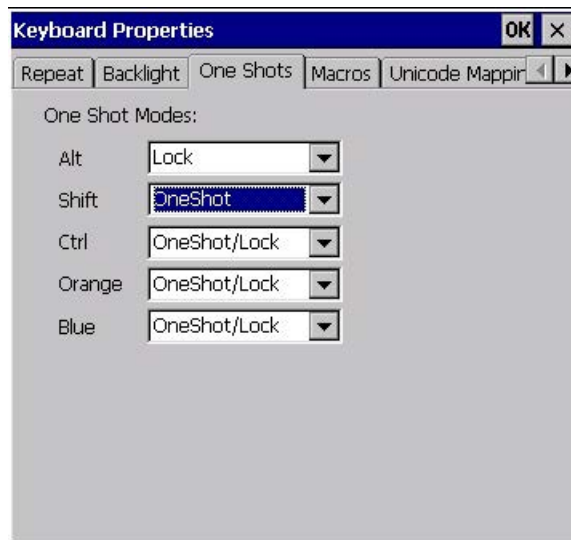 Keyboard Properties OK ×
Repeat Backlight One Shots Macros Unicode Mappin
One Shot Modes:
Alt Lock
Shift OneShot
Ctrl OneShot/Lock
Orange OneShot/Lock
Blue OneShot/Lock